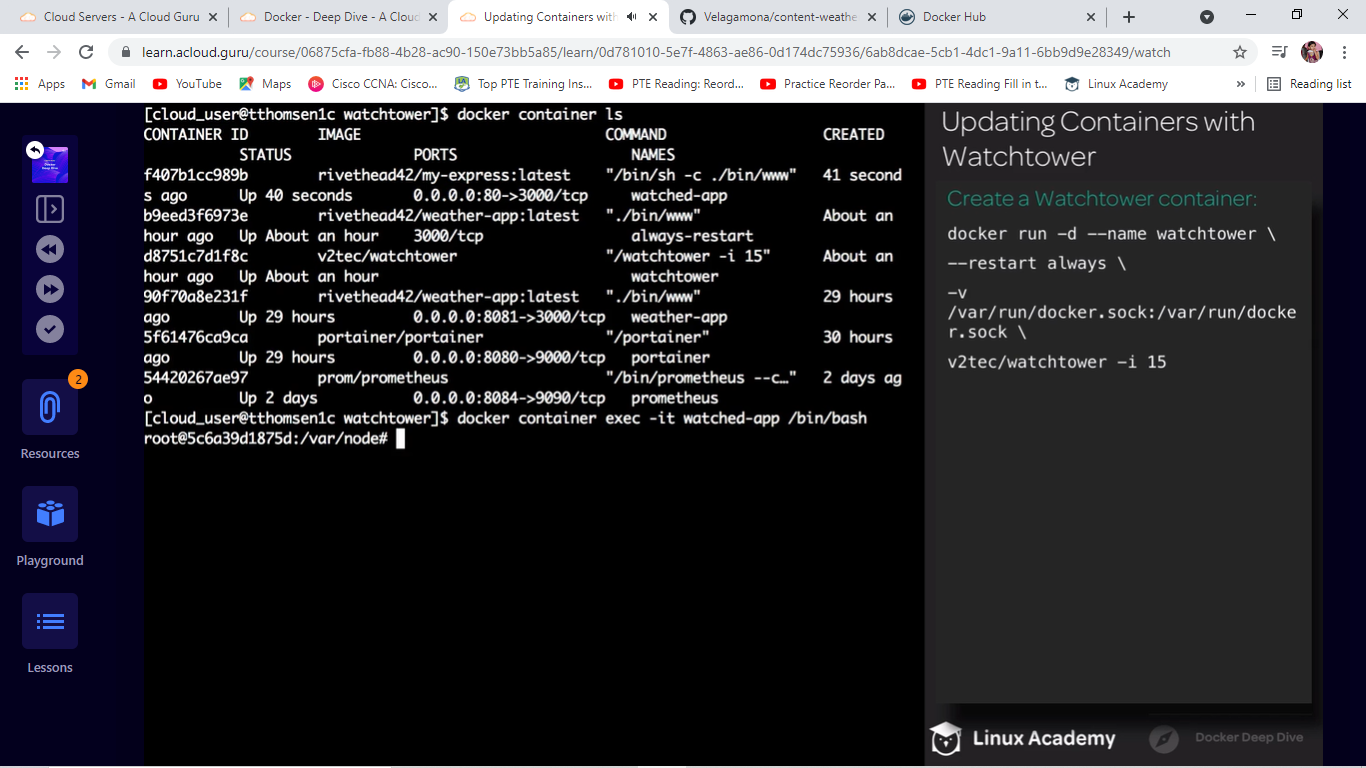 Cloud Servers - A Cloud Guru
Docker - Deep Dive - A Cloud
Updating Containers with
Velagamona/content-weathe
Docker Hub
learn.acloud.guru/course/06875cfa-fb88-4b28-ac90-150e73bb5a85/learn/0d781010-5e7f-4863-ae86-0d174dc75936/6ab8dcae-5cb1-4dc1-9a11-6bb9d9e28349/watch
Apps
Gmail
YouTube
Maps
Cisco CCNA: Cisco...
Top PTE Training Ins...
PTE Reading: Reord...
Practice Reorder Pa...
PTE Reading Fill in t...
Linux Academy
»
Reading list
[cloud_user@tthomsen1c watchtower]$ docker container ls
CONTAINER ID IMAGE COMMAND CREATED
STATUS PORTS NAMES
f407b1cc989b rivethead42/my-express:latest "/bin/sh -c ./bin/www" 41 second
s ago Up 40 seconds 0.0.0.0:80->3000/tcp watched-app
b9eed3f6973e rivethead42/weather-app:latest "./bin/www" About an
hour ago Up About an hour 3000/tcp always-restart
d8751c7d1f8c v2tec/watchtower "/watchtower -i 15" About an
hour ago Up About an hour watchtower
90f70a8e231f rivethead42/weather-app:latest "./bin/www" 29 hours
ago Up 29 hours 0.0.0.0:8081->3000/tcp weather-app
5f61476ca9ca portainer/portainer "/portainer" 30 hours
ago Up 29 hours 0.0.0.0:8080->9000/tcp portainer
54420267ae97 prom/prometheus "/bin/prometheus --c…" 2 days ag
o Up 2 days 0.0.0.0:8084->9090/tcp prometheus
[cloud_user@tthomsen1c watchtower]$ docker container exec -it watched-app /bin/bash
root@5c6a39d1875d:/var/node#
Updating Containers with
Watchtower
Create a Watchtower container:
docker run -d --name watchtower \
--restart always \
-v
/var/run/docker.sock:/var/run/docke
r.sock \
v2tec/watchtower -i 15
Linux Academy
Docker Deep Dive
Docker
Deep Dive
2
Resources
Playground
Lessons